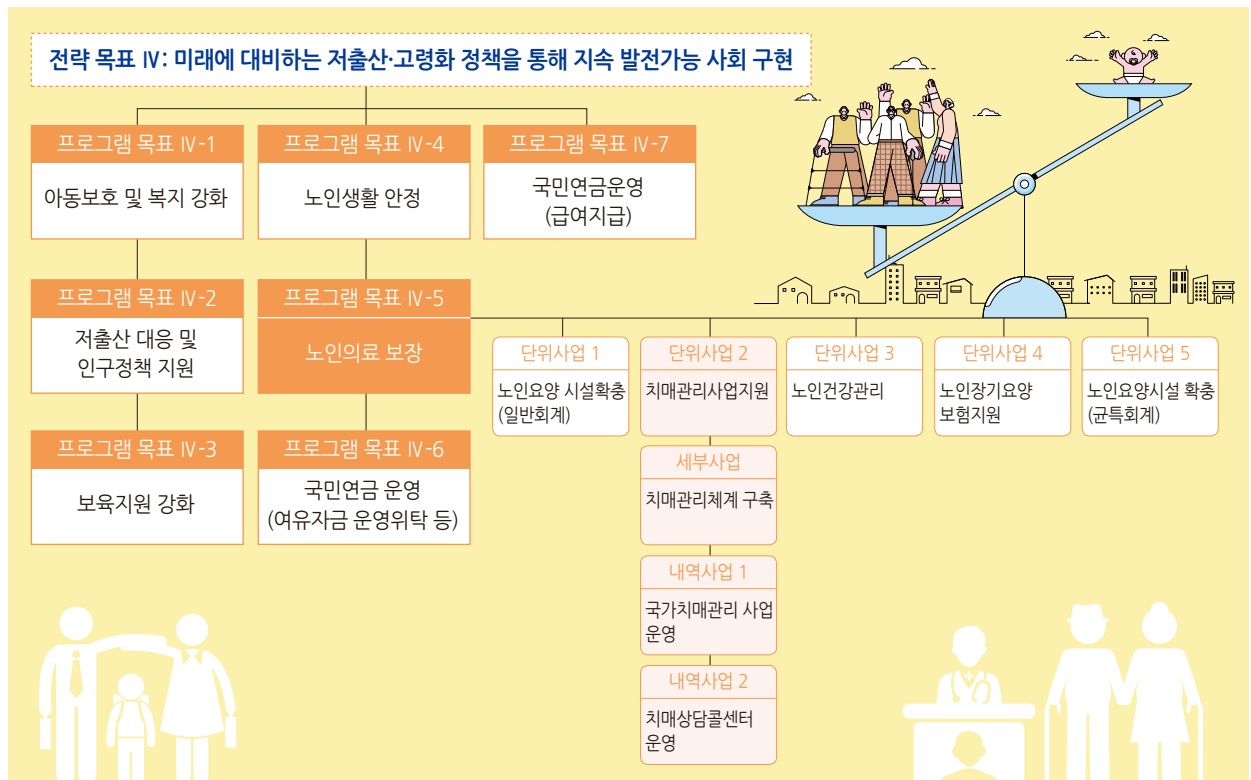 전략 목표 Ⅳ: 미래에 대비하는 저출산·고령화 정책을 통해 지속 발전가능 사회 구현
프로그램 목표 Ⅳ-1
아동보호 및 복지 강화
프로그램 목표 Ⅳ-4
노인생활 안정
프로그램 목표 Ⅳ-7
국민연금운영
(급여지급)
프로그램 목표 Ⅳ-2
저출산 대응 및
인구정책 지원
프로그램 목표 Ⅳ-5
노인의료 보장
단위사업 1
노인요양 시설확충
(일반회계)
단위사업 2
치매관리사업지원
단위사업 3
노인건강관리
단위사업 4
노인장기요양
보험지원
단위사업 5
노인요양시설 확충
(균특회계)
프로그램 목표 Ⅳ-3
보육지원 강화
프로그램 목표 Ⅳ-6
국민연금 운영
(여유자금 운영위탁 등)
세부사업
치매관리체계 구축
내역사업 1
국가치매관리 사업
운영
내역사업 2
치매상담콜센터
운영